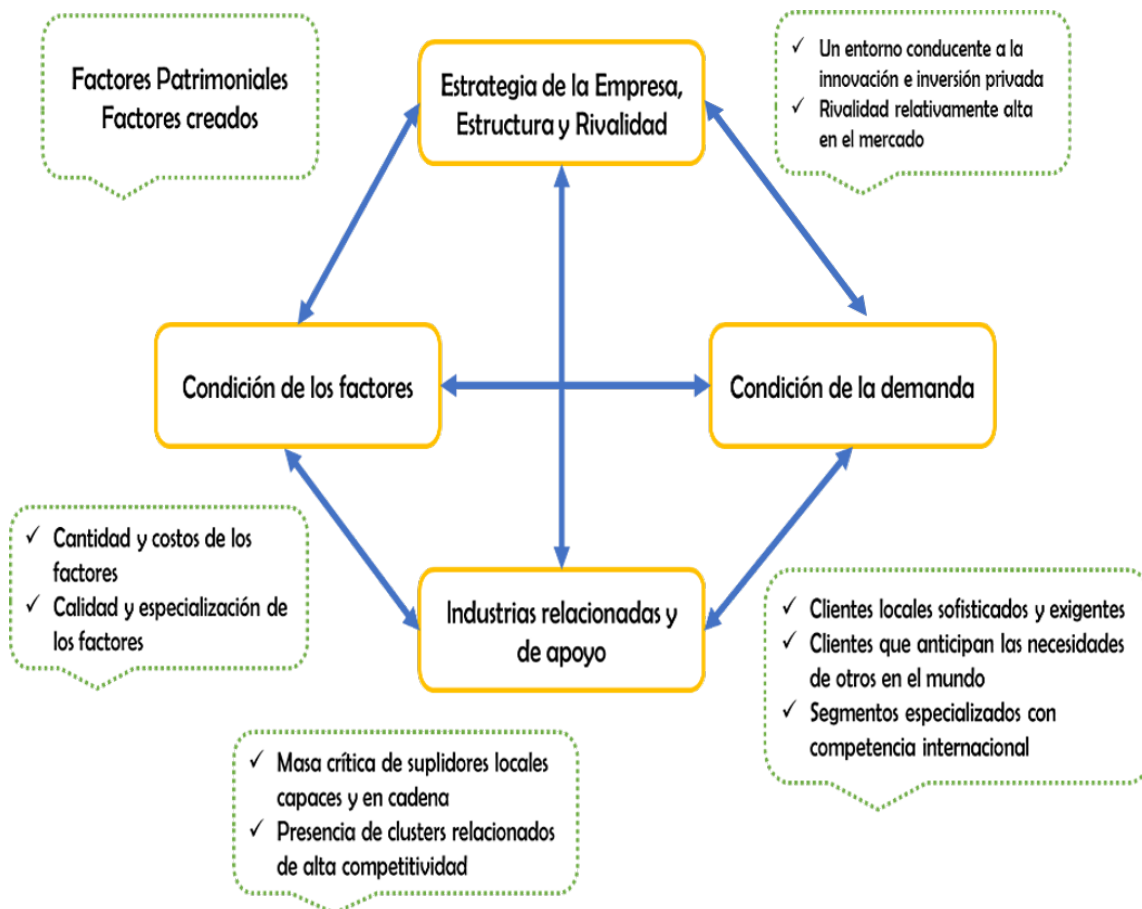 Factores Patrimoniales
Factores creados
Estrategia de la Empresa,
Estructura y Rivalidad
✓ Un entorno conducente a la
innovación e inversión privada
✓ Rivalidad relativamente alta
en el mercado
Condición de los factores
Condición de la demanda
✓ Cantidad y costos de los
factores
✓ Calidad y especialización de
los factores
Industrias relacionadas y
de apoyo
✓ Clientes locales sofisticados y exigentes
✓ Clientes que anticipan las necesidades
de otros en el mundo
✓ Segmentos especializados con
competencia internacional
✓ Masa crítica de suplidores locales
capaces y en cadena
✓ Presencia de clusters relacionados
de alta competitividad